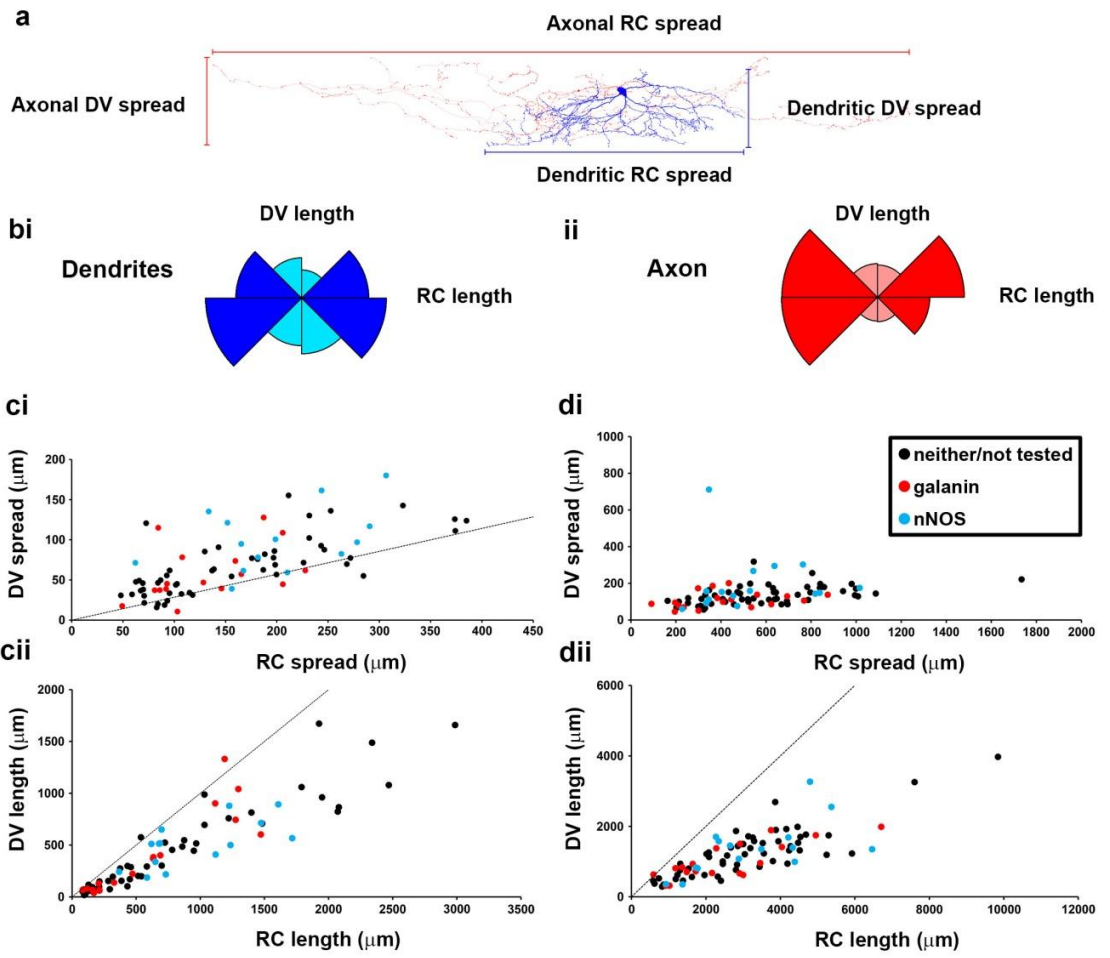 a
Axonal RC spread
Axonal DV spread
Dendritic DV spread
Dendritic RC spread
bi
DV length
Dendrites
RC length
ii
DV length
Axon
RC length
ci
DV spread (μm)
200
150
100
50
0
0 50 100 150 200 250 300 350 400 450
RC spread (μm)
di
DV spread (μm)
1000
800
600
400
200
0
0 200 400 600 800 1000 1200 1400 1600 1800 2000
RC spread (μm)
neither/not tested
galanin
nNOS
cii
DV length (μm)
2000
1500
1000
500
0
0 500 1000 1500 2000 2500 3000 3500
RC length (μm)
dii
DV length (μm)
6000
4000
2000
0
0 2000 4000 6000 8000 10000 12000
RC length (μm)